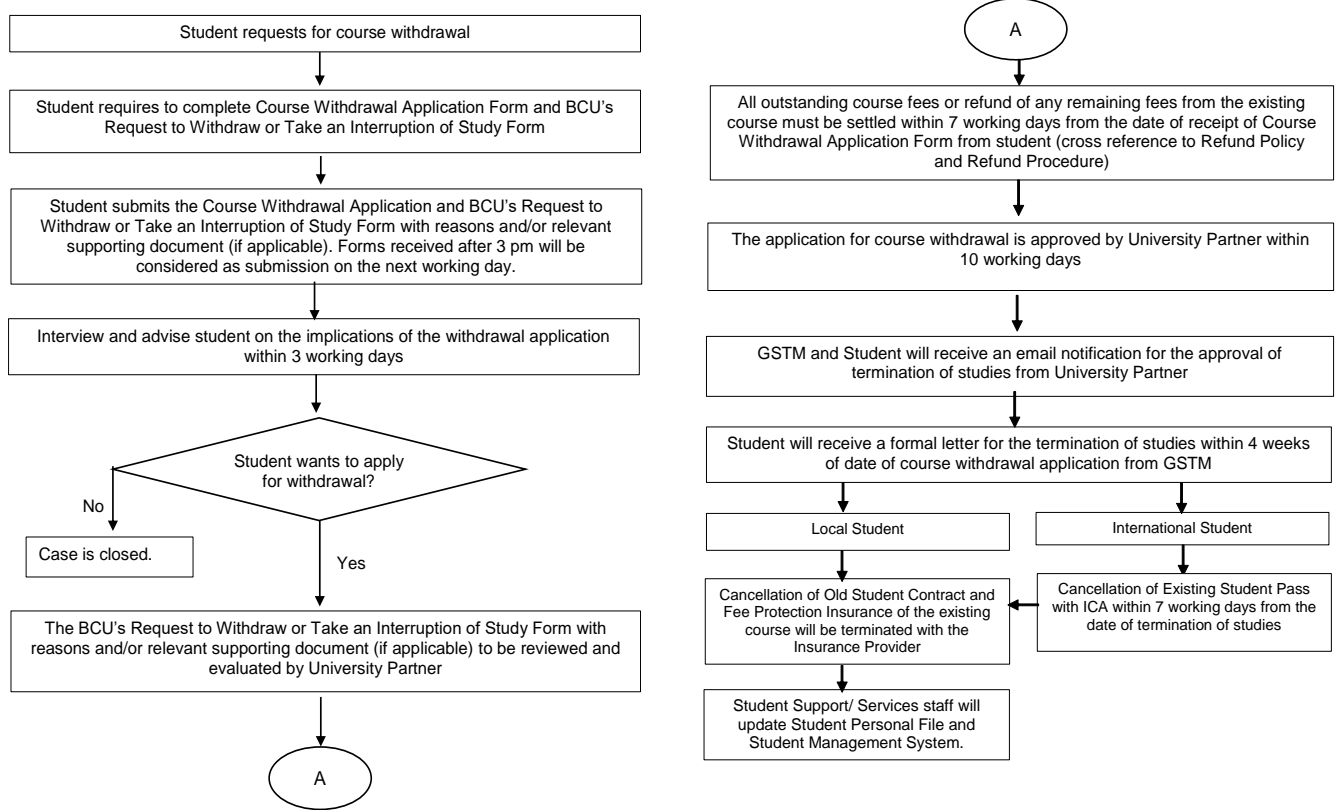 Student requests for course withdrawal
Student requires to complete Course Withdrawal Application Form and BCU's
Request to Withdraw or Take an Interruption of Study Form
Student submits the Course Withdrawal Application and BCU's Request to
Withdraw or Take an Interruption of Study Form with reasons and/or relevant
supporting document (if applicable). Forms received after 3 pm will be
considered as submission on the next working day.
Interview and advise student on the implications of the withdrawal application
within 3 working days
Student wants to apply
for withdrawal?
No
Case is closed.
Yes
The BCU's Request to Withdraw or Take an Interruption of Study Form with
reasons and/or relevant supporting document (if applicable) to be reviewed and
evaluated by University Partner
A
A
All outstanding course fees or refund of any remaining fees from the existing
course must be settled within 7 working days from the date of receipt of Course
Withdrawal Application Form from student (cross reference to Refund Policy
and Refund Procedure)
The application for course withdrawal is approved by University Partner within
10 working days
GSTM and Student will receive an email notification for the approval of
termination of studies from University Partner
Student will receive a formal letter for the termination of studies within 4 weeks
of date of course withdrawal application from GSTM
Local Student
International Student
Cancellation of Old Student Contract and
Fee Protection Insurance of the existing
course will be terminated with the
Insurance Provider
Cancellation of Existing Student Pass
with ICA within 7 working days from the
date of termination of studies
Student Support/ Services staff will
update Student Personal File and
Student Management System.